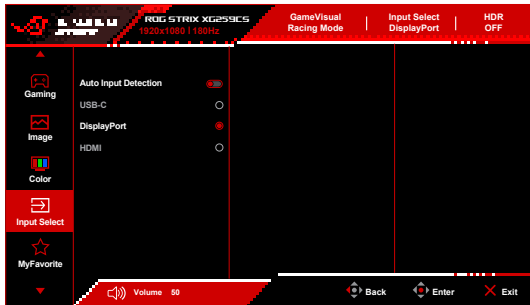 ROG STRIX XG259CS
1920x1080 | 180Hz
GameVisual
Racing Mode
Input Select
DisplayPort
HDR
OFF
Gaming
Image
Color
Input Select
MyFavorite
Auto Input Detection
USB-C
DisplayPort
HDMI
Volume 50
Back
Enter
Exit